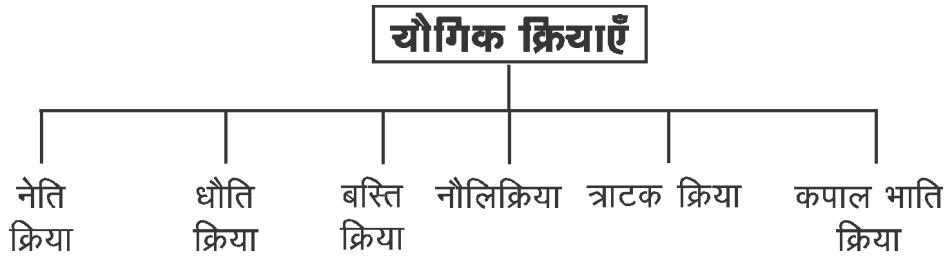 यौगिक क्रियाएँ
नेति
क्रिया
धौति
क्रिया
बस्ति
क्रिया
नौलिक्रिया
त्राटक क्रिया
कपाल भाति
क्रिया